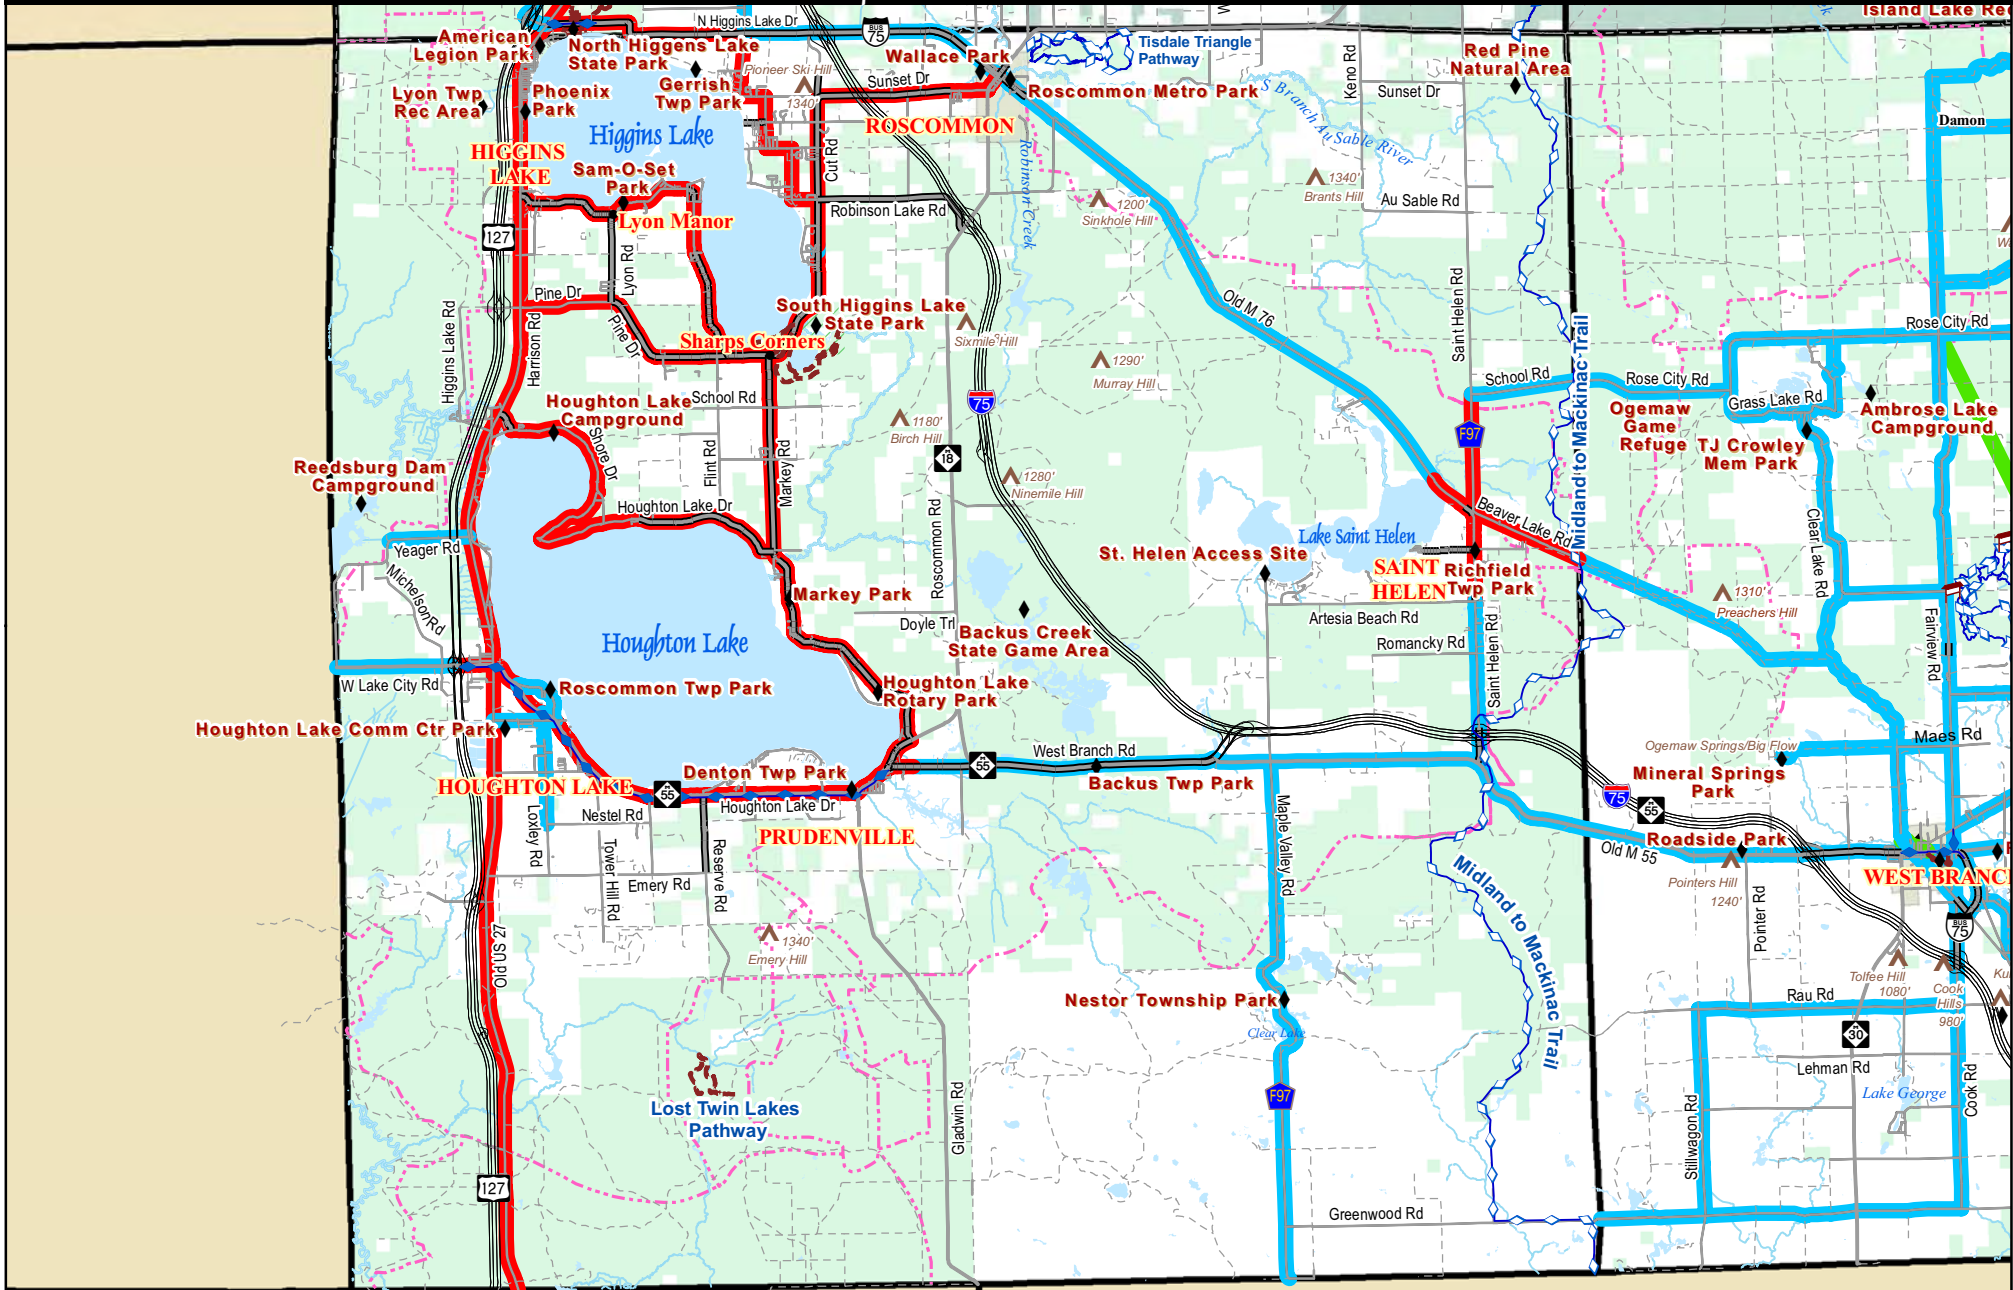 Island Lake Rec
N Higgins Lake Dr
BUS
75
American
Legion Park
North Higgens Lake
State Park
Wallace Park
Tisdale Triangle
Pathway
Red Pine
Natural Area
Pioneer Ski Hill
1340'
Gerrish
Twp Park
Sunset Dr
Roscommon Metro Park
S Branch Au Sable River
Keno Rd
Sunset Dr
Lyon Twp
Rec Area
Phoenix
Park
Higgins Lake
ROSCOMMON
Damon
HIGGINS
LAKE
Cut Rd
Robinson Creek
Sam-O-Set
Park
Lyon Manor
Robinson Lake Rd
1200'
Sinkhole Hill
1340'
Brants Hill
Au Sable Rd
127
Lyon Rd
Pine Dr
Pine Dr
Higgins Lake Rd
Harrison Rd
South Higgins Lake
State Park
Sharps Corners
Sixmile Hill
Old M 76
Saint Helen Rd
Midland to Mackinac Trail
Rose City Rd
1290'
Murray Hill
School Rd
Rose City Rd
Grass Lake Rd
Houghton Lake
Campground
School Rd
75
1180'
Birch Hill
F97
Ogemaw
Game
Refuge
TJ Crowley
Mem Park
Ambrose Lake
Campground
Shore Dr
Flint Rd
Markey Rd
M
18
Reedsburg Dam
Campground
1280'
Ninemile Hill
Houghton Lake Dr
Roscommon Rd
Beaver Lake Rd
Clear Lake Rd
Yeager Rd
Lake Saint Helen
St. Helen Access Site
SAINT
HELEN
Richfield
Twp Park
Michelson Rd
Markey Park
1310'
Preachers Hill
Artesia Beach Rd
Doyle Trl
Backus Creek
State Game Area
Romancky Rd
Saint Helen Rd
Fairview Rd
Houghton Lake
W Lake City Rd
Roscommon Twp Park
Houghton Lake
Rotary Park
Houghton Lake Comm Ctr Park
West Branch Rd
M
55
Backus Twp Park
Ogemaw Springs/Big Flow
Maes Rd
Mineral Springs
Park
Denton Twp Park
HOUGHTON LAKE
M
55
Houghton Lake Dr
75
M
55
Nestel Rd
PRUDENVILLE
Loxley Rd
Tower Hill Rd
Reserve Rd
Maple Valley Rd
Roadside Park
Old M 55
WEST BRANC
Pointers Hill
1240'
Emery Rd
Midland to Mackinac Trail
Pointer Rd
BUS
75
1340'
Emery Hill
Old US 27
Tolfee Hill
1080'
Cook
Hills
980'
Ku
Nestor Township Park
Rau Rd
Clear Lake
M
30
Lehman Rd
Lake George
Cook Rd
Lost Twin Lakes
Pathway
F97
Gladwin Rd
Stillwagon Rd
127
Greenwood Rd